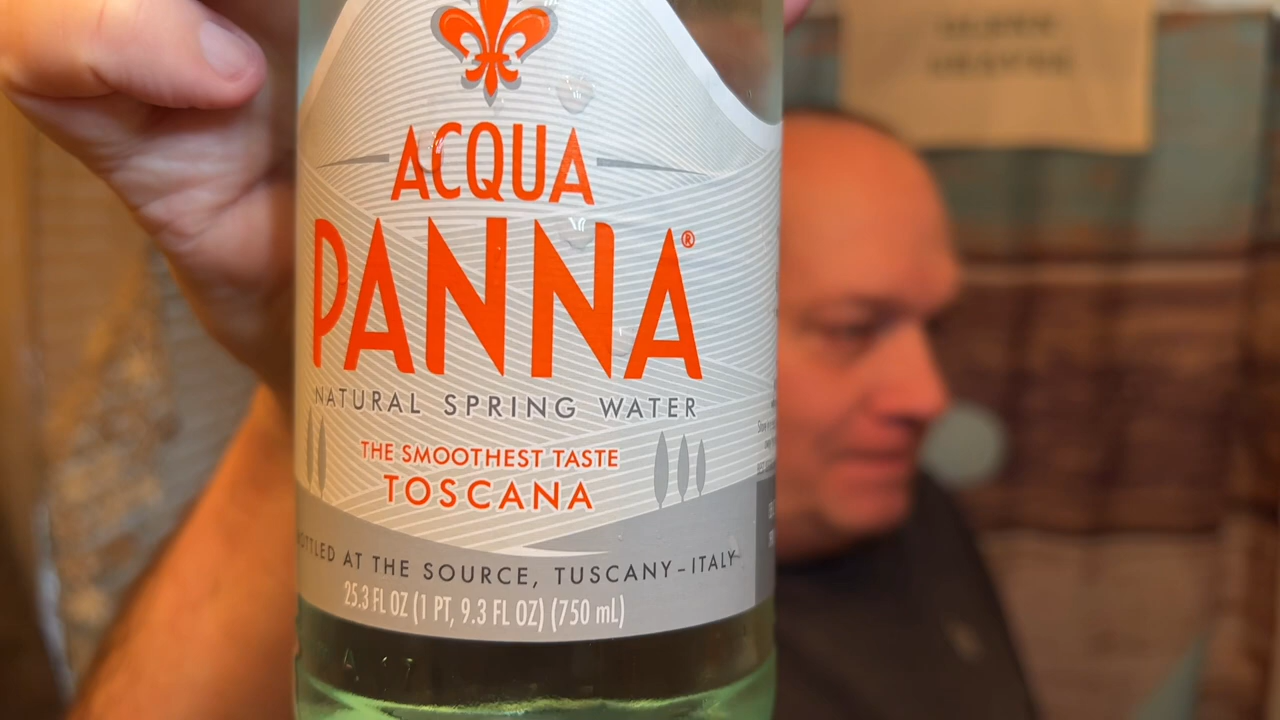 ACQUA
PANNA®
NATURAL SPRING WATER
THE SMOOTHEST TASTE
TOSCANA
BOTTLED AT THE SOURCE, TUSCANY-ITALY
25.3 FL OZ (1 PT, 9.3 FL OZ) (750 mL)